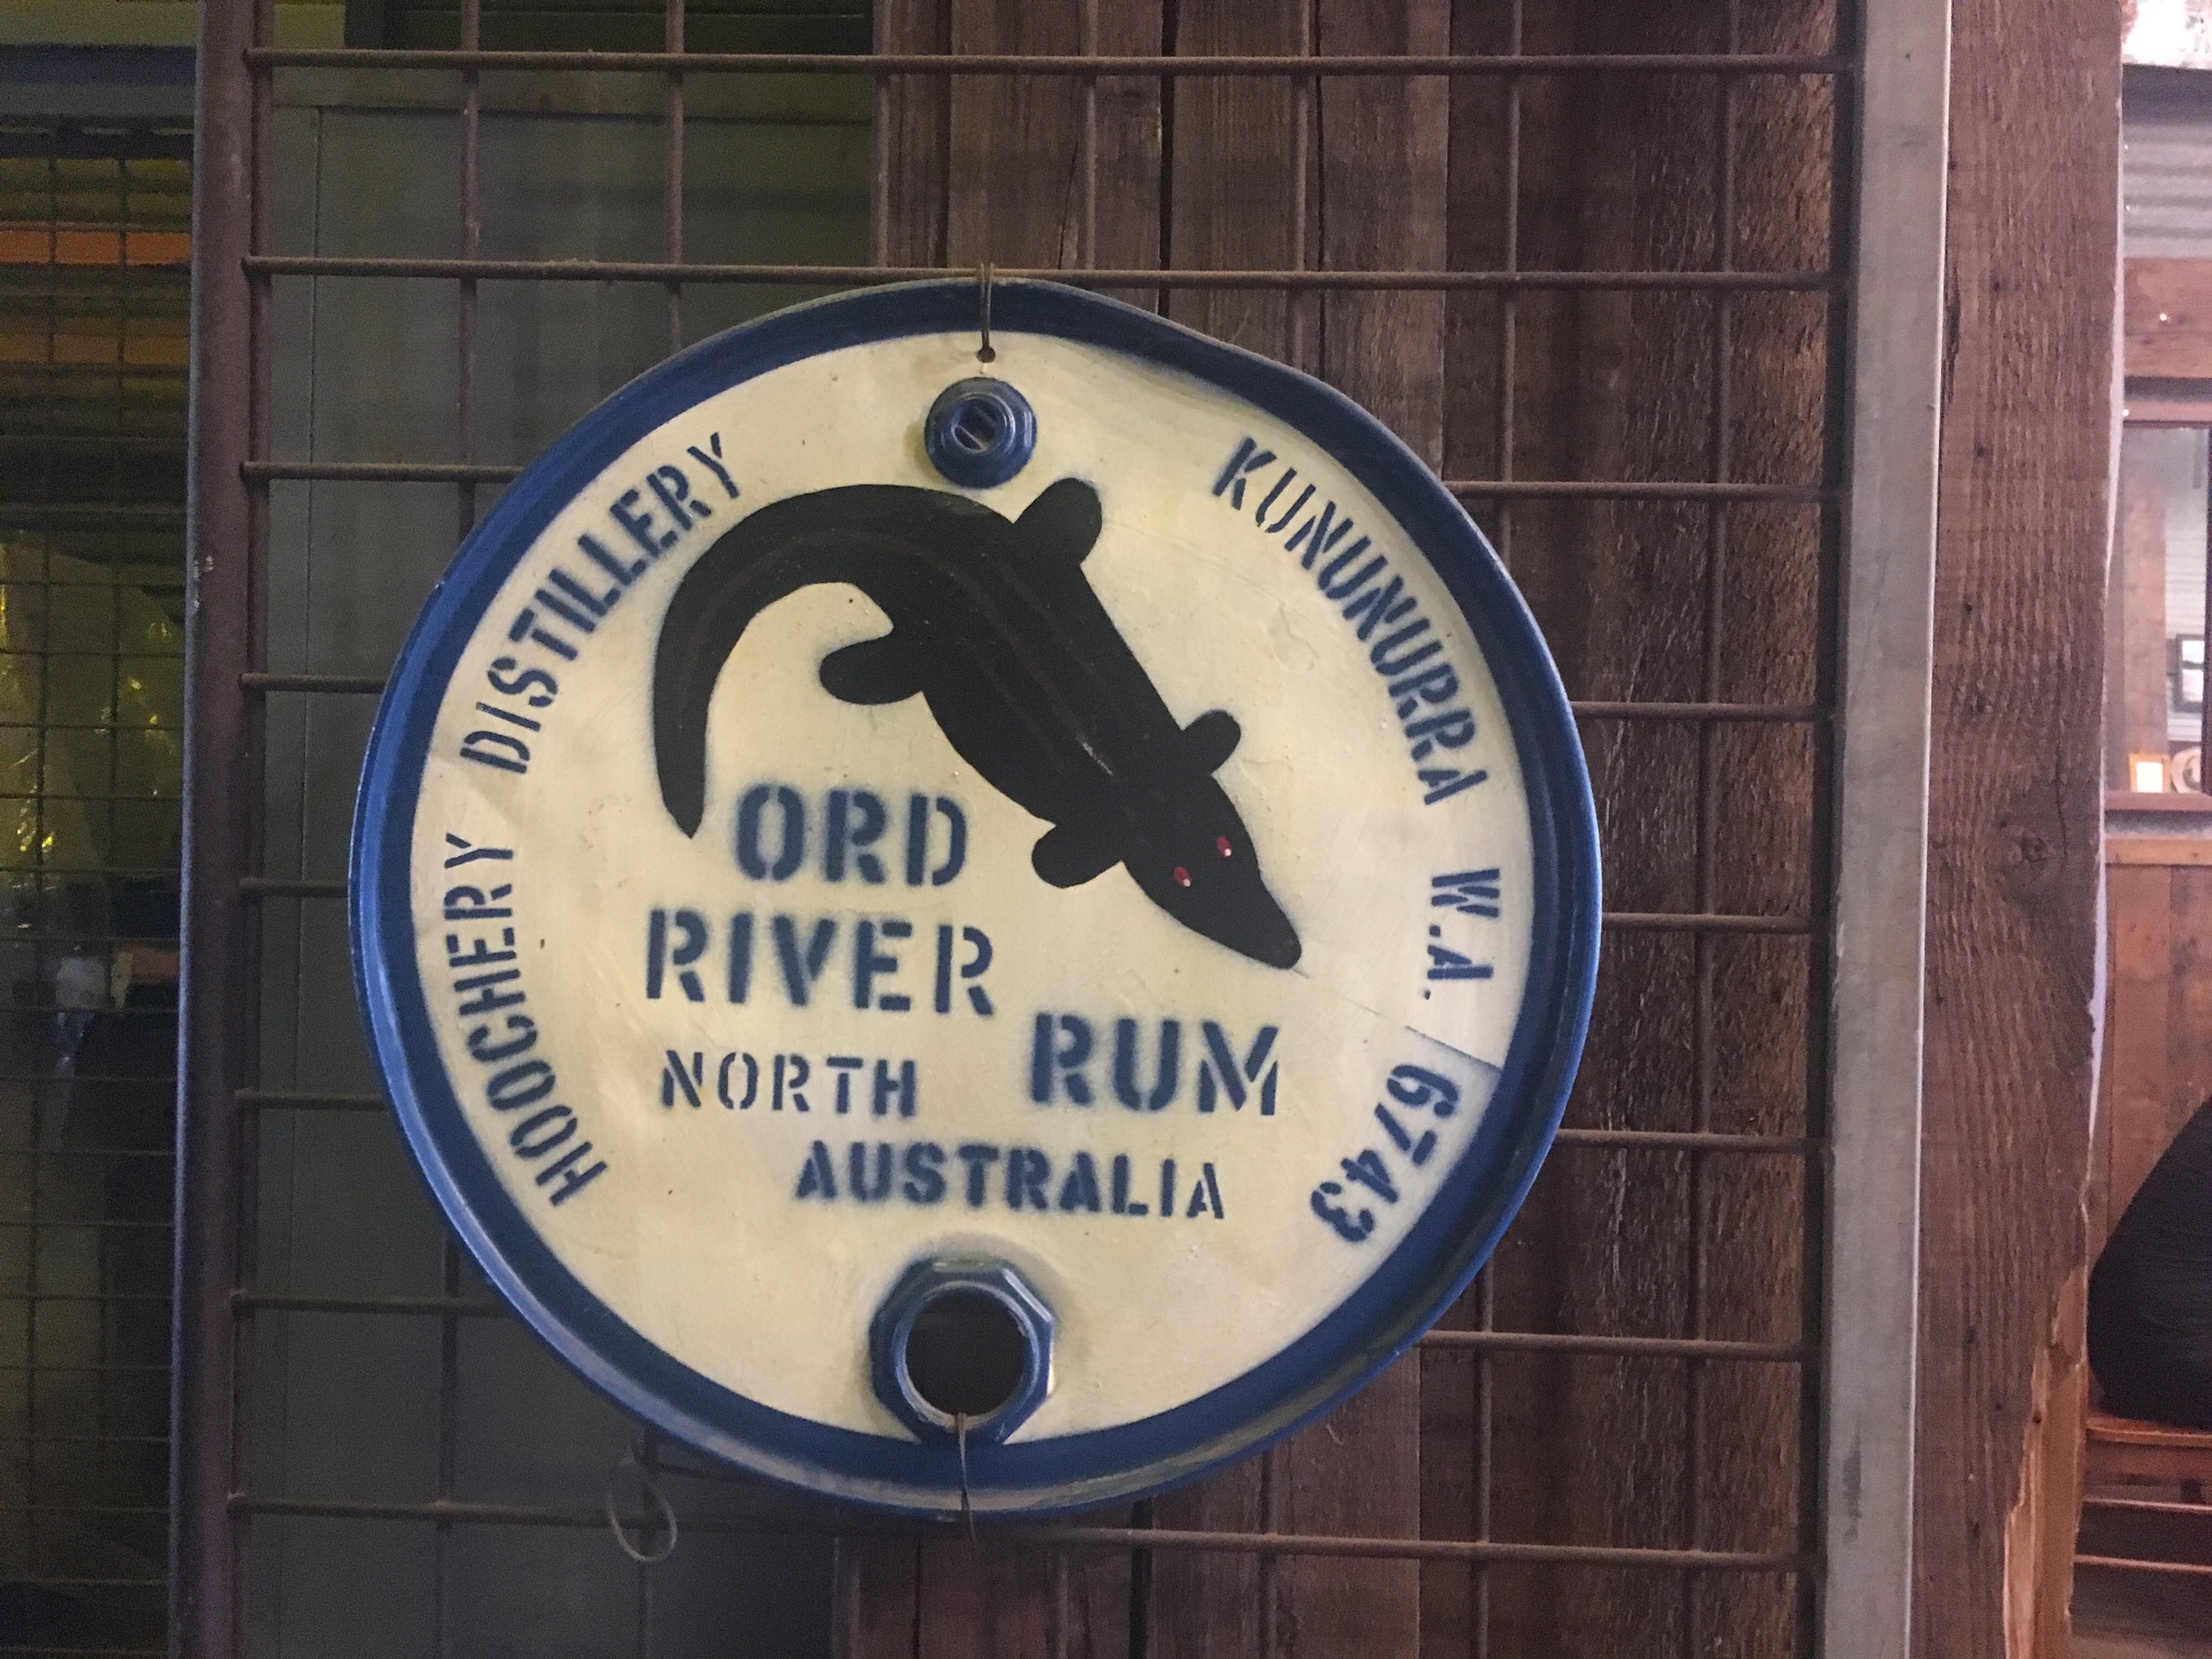 HOOCHERY DISTILLERY
KUNUNURRA W.A. 6743
ORD
RIVER
RUM
NORTH
AUSTRALIA